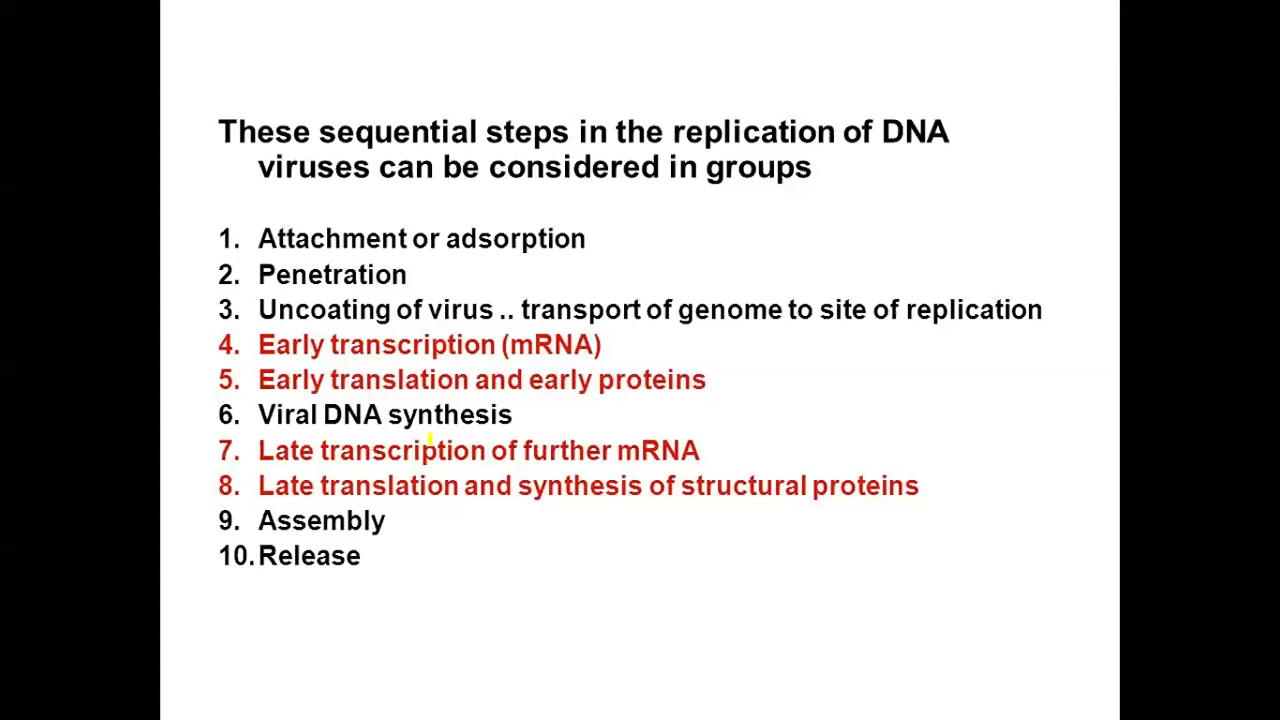 These sequential steps in the replication of DNA
viruses can be considered in groups
1. Attachment or adsorption
2. Penetration
3. Uncoating of virus .. transport of genome to site of replication
4. Early transcription (mRNA)
5. Early translation and early proteins
6. Viral DNA synthesis
7. Late transcription of further mRNA
8. Late translation and synthesis of structural proteins
9. Assembly
10. Release